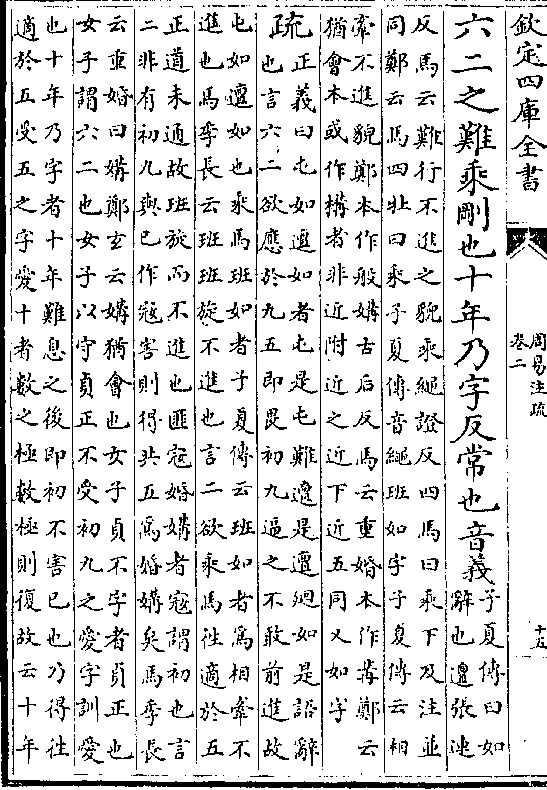 欽定四庫全書
周易注疏
卷二
十五
六二之難乘剛也十年乃字反常也音義
子夏傳曰如
辭也邅張連
反馬云難行不進之貌乘繩證反四馬曰乘下及注並
同鄭云馬四牡曰乘子夏傳音繩班如字子夏傳云相
牽不進貌鄭本作般媾古后反馬云重婚本作冓鄭云
猶會本或作構者非近附近之近下近五同又如字
疏
正義曰屯如邅如者屯是屯難邅是邅迴如是語辭
也言六二欲應於九五即畏初九逼之不敢前進故
屯如邅如也乘馬班如者子夏傳云班如者為相牽不
進也馬季長云班班旋不進也言二欲乘馬往適於五
正道未通故班旋而不進也匪寇婚媾者寇謂初也言
二非有初九與已作寇害則得共五為婚媾矣馬季長
云重婚曰媾鄭玄云媾猶會也女子貞不字者貞正也
女子謂六二也女子以守貞正不受初九之愛字訓愛
也十年乃字者十年難息之後即初不害已也乃得往
適於五受五之字愛十者數之極數極則復故云十年